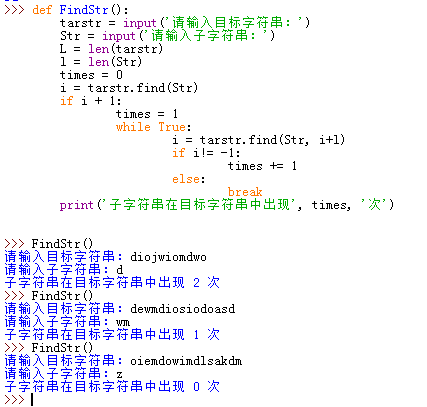 >>> def FindStr():
        tarstr = input('请输入目标字符串：')
        Str = input('请输入子字符串：')
        L = len(tarstr)
        l = len(Str)
        times = 0
        i = tarstr.find(Str)
        if i + 1:
                times = 1
                while True:
                        i = tarstr.find(Str, i+l)
                        if i!= -1:
                                times += 1
                        else:
                                break
        print('子字符串在目标字符串中出现', times, '次')
>>> FindStr()
请输入目标字符串：diojwiomdwo
请输入子字符串：d
子字符串在目标字符串中出现 2 次
>>> FindStr()
请输入目标字符串：dewmdiosiodoasd
请输入子字符串：wm
子字符串在目标字符串中出现 1 次
>>> FindStr()
请输入目标字符串：oiemdowimdlsakdm
请输入子字符串：z
子字符串在目标字符串中出现 0 次
>>>